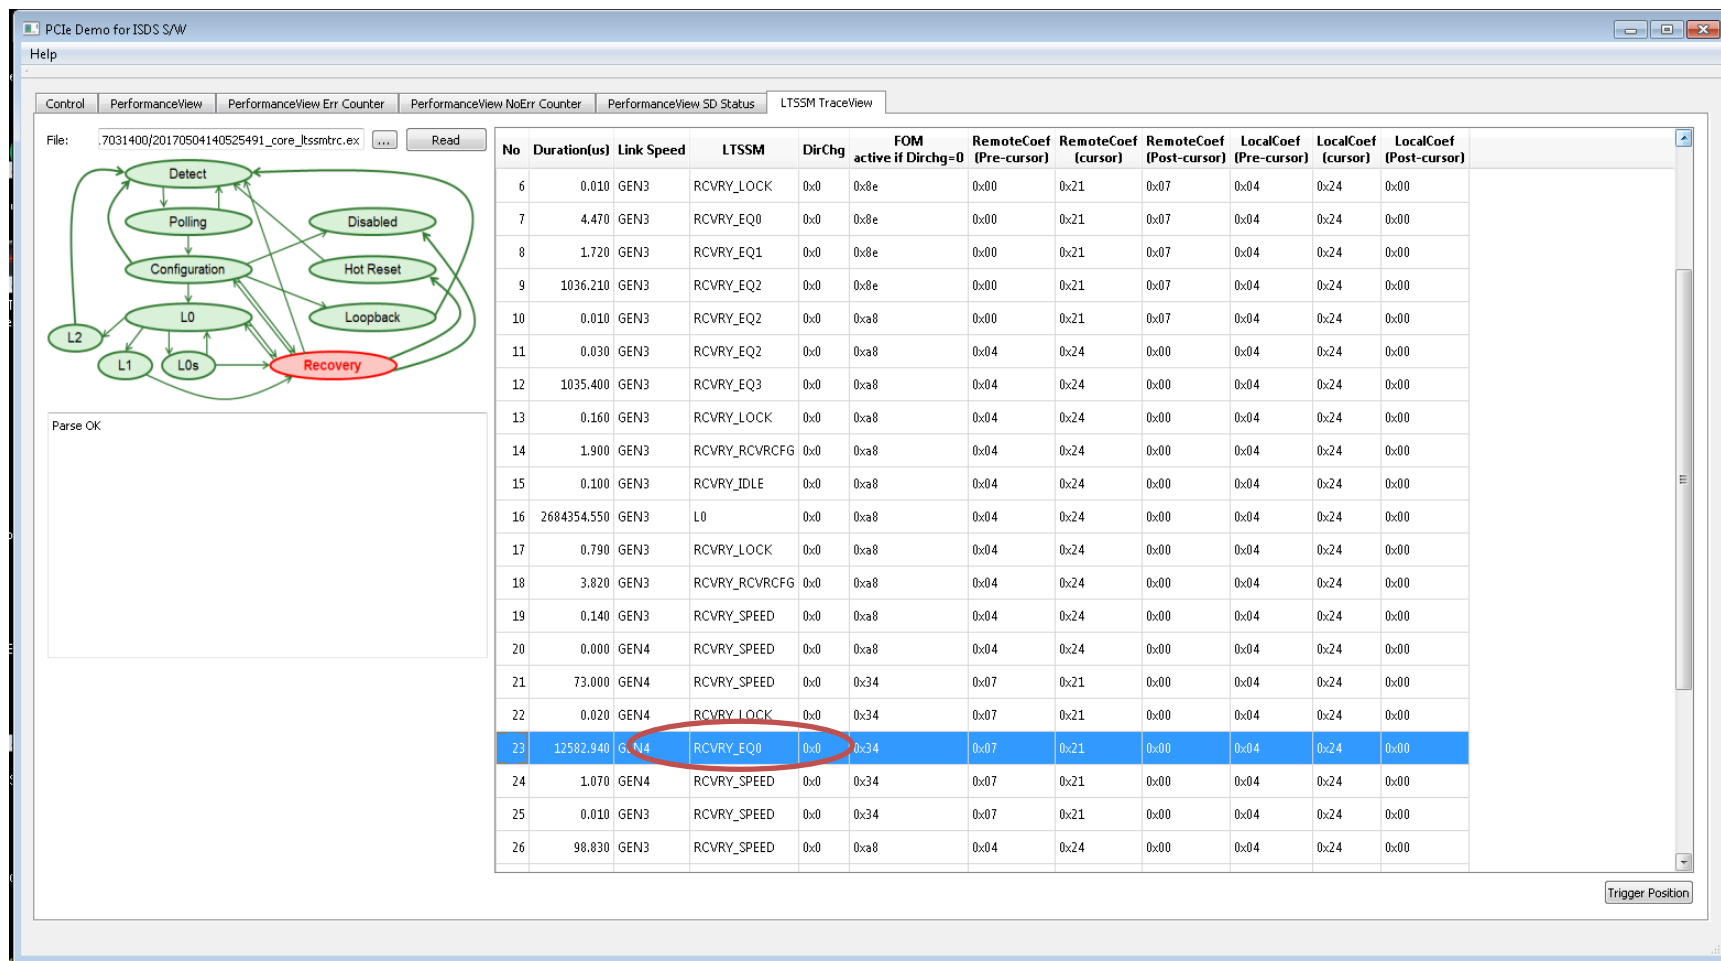 PCIe Demo for ISDS S/W
Help
Control PerformanceView PerformanceView Err Counter PerformanceView NoErr Counter PerformanceView SD Status LTSSM TraceView
File: .7031400/20170504140525491_core_ltssmtrc.ex ... Read
Detect
Polling
Disabled
Configuration
Hot Reset
L0
Loopback
L2
L1
L0s
Recovery
Parse OK
No Duration(us) Link Speed LTSSM DirChg FOM active if Dirchg=0 RemoteCoef (Pre-cursor) RemoteCoef (cursor) RemoteCoef (Post-cursor) LocalCoef (Pre-cursor) LocalCoef (cursor) LocalCoef (Post-cursor)
6 0.010 GEN3 RCVRY_LOCK 0x0 0x8e 0x00 0x21 0x07 0x04 0x24 0x00
7 4.470 GEN3 RCVRY_EQ0 0x0 0x8e 0x00 0x21 0x07 0x04 0x24 0x00
8 1.720 GEN3 RCVRY_EQ1 0x0 0x8e 0x00 0x21 0x07 0x04 0x24 0x00
9 1036.210 GEN3 RCVRY_EQ2 0x0 0x8e 0x00 0x21 0x07 0x04 0x24 0x00
10 0.010 GEN3 RCVRY_EQ2 0x0 0xa8 0x00 0x21 0x07 0x04 0x24 0x00
11 0.030 GEN3 RCVRY_EQ2 0x0 0xa8 0x04 0x24 0x00 0x04 0x24 0x00
12 1035.400 GEN3 RCVRY_EQ3 0x0 0xa8 0x04 0x24 0x00 0x04 0x24 0x00
13 0.160 GEN3 RCVRY_LOCK 0x0 0xa8 0x04 0x24 0x00 0x04 0x24 0x00
14 1.900 GEN3 RCVRY_RCVRCFG 0x0 0xa8 0x04 0x24 0x00 0x04 0x24 0x00
15 0.100 GEN3 RCVRY_IDLE 0x0 0xa8 0x04 0x24 0x00 0x04 0x24 0x00
16 2684354.550 GEN3 L0 0x0 0xa8 0x04 0x24 0x00 0x04 0x24 0x00
17 0.790 GEN3 RCVRY_LOCK 0x0 0xa8 0x04 0x24 0x00 0x04 0x24 0x00
18 3.820 GEN3 RCVRY_RCVRCFG 0x0 0xa8 0x04 0x24 0x00 0x04 0x24 0x00
19 0.140 GEN3 RCVRY_SPEED 0x0 0xa8 0x04 0x24 0x00 0x04 0x24 0x00
20 0.000 GEN4 RCVRY_SPEED 0x0 0xa8 0x04 0x24 0x00 0x04 0x24 0x00
21 73.000 GEN4 RCVRY_SPEED 0x0 0x34 0x07 0x21 0x00 0x04 0x24 0x00
22 0.020 GEN4 RCVRY_LOCK 0x0 0x34 0x07 0x21 0x00 0x04 0x24 0x00
23 12582.940 GEN4 RCVRY_EQ0 0x0 0x34 0x07 0x21 0x00 0x04 0x24 0x00
24 1.070 GEN4 RCVRY_SPEED 0x0 0x34 0x07 0x21 0x00 0x04 0x24 0x00
25 0.010 GEN3 RCVRY_SPEED 0x0 0x34 0x07 0x21 0x00 0x04 0x24 0x00
26 98.830 GEN3 RCVRY_SPEED 0x0 0xa8 0x04 0x24 0x00 0x04 0x24 0x00
Trigger Position